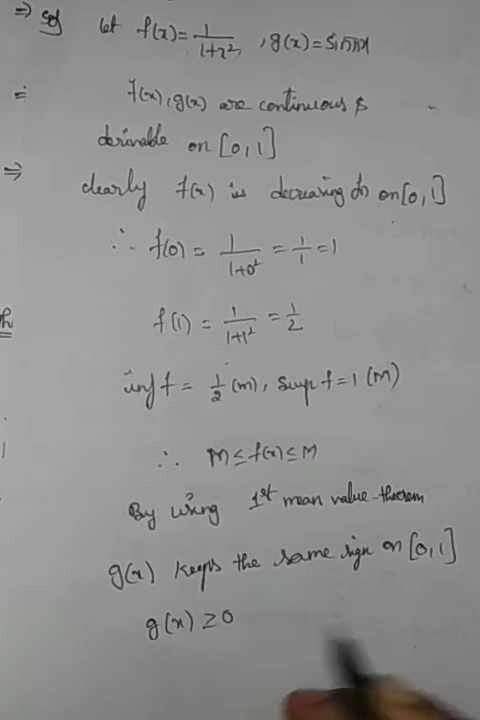 ⇒ Sol let f(x) = 1/(1+x²), g(x) = sinπx
= f(x), g(x) are continuous &
derivable on [0,1]
⇒ clearly f(x) is decreasing fn on [0,1]
∴ f(0) = 1/(1+0²) = 1/1 = 1
f(1) = 1/(1+1²) = 1/2
inf f = 1/2 (m), sup f = 1 (M)
∴ m ≤ f(x) ≤ M
By using 1st mean value theorem
g(x) keeps the same sign on [0,1]
g(x) ≥ 0